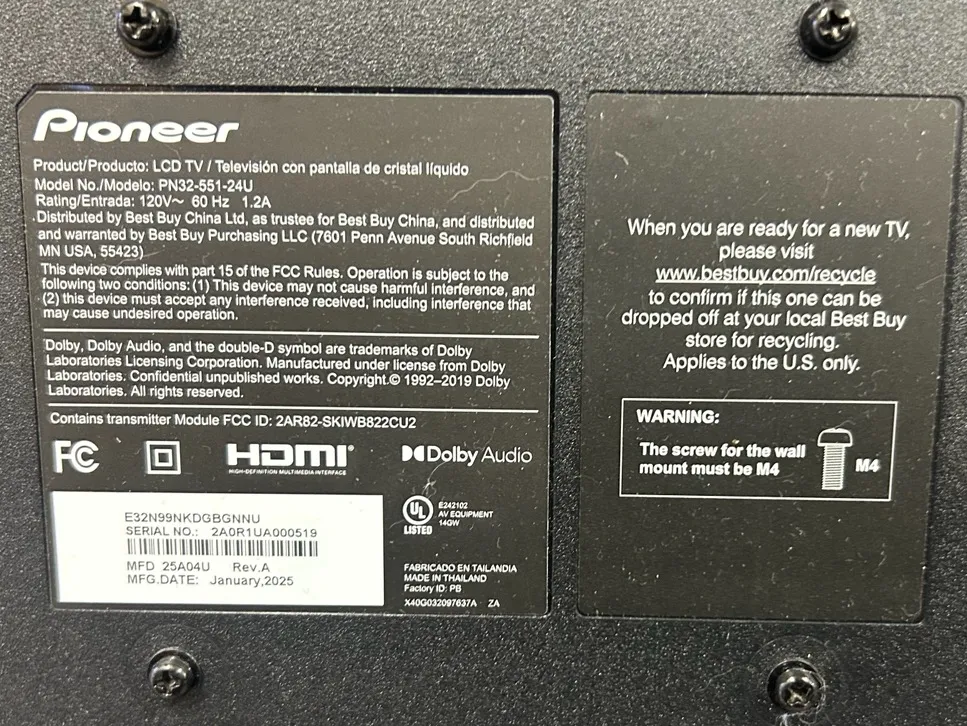 Pioneer
Product/Producto: LCD TV / Televisión con pantalla de cristal líquido
Model No./Modelo: PN32-551-24U
Rating/Entrada: 120V~ 60 Hz 1.2A
Distributed by Best Buy China Ltd, as trustee for Best Buy China, and distributed
and warranted by Best Buy Purchasing LLC (7601 Penn Avenue South Richfield
MN USA, 55423)
This device complies with part 15 of the FCC Rules. Operation is subject to the
following two conditions: (1) This device may not cause harmful interference, and
(2) this device must accept any interference received, including interference that
may cause undesired operation.
Dolby, Dolby Audio, and the double-D symbol are trademarks of Dolby
Laboratories Licensing Corporation. Manufactured under license from Dolby
Laboratories. Confidential unpublished works. Copyright © 1992–2019 Dolby
Laboratories. All rights reserved.
Contains transmitter Module FCC ID: 2AR82-SKIWB822CU2
FC
HDMI®
HIGH-DEFINITION MULTIMEDIA INTERFACE
Dolby Audio
E32N99NKDGBGNNU
SERIAL NO.: 2A0R1UA000519
MFD 25A04U Rev.A
MFG.DATE: January,2025
UL
LISTED
E242102
AV EQUIPMENT
14GW
FABRICADO EN TAILANDIA
MADE IN THAILAND
Factory ID: PB
X40G032097637A ZA
When you are ready for a new TV,
please visit
www.bestbuy.com/recycle
to confirm if this one can be
dropped off at your local Best Buy
store for recycling.
Applies to the U.S. only.
WARNING:
The screw for the wall
mount must be M4
M4